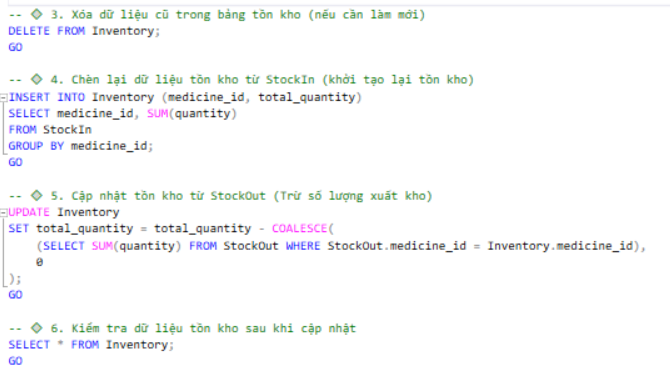 -- ◇ 3. Xóa dữ liệu cũ trong bảng tồn kho (nếu cần làm mới)
DELETE FROM Inventory;
GO
-- ◇ 4. Chèn lại dữ liệu tồn kho từ StockIn (khởi tạo lại tồn kho)
INSERT INTO Inventory (medicine_id, total_quantity)
SELECT medicine_id, SUM(quantity)
FROM StockIn
GROUP BY medicine_id;
GO
-- ◇ 5. Cập nhật tồn kho từ StockOut (Trừ số lượng xuất kho)
UPDATE Inventory
SET total_quantity = total_quantity - COALESCE(
(SELECT SUM(quantity) FROM StockOut WHERE StockOut.medicine_id = Inventory.medicine_id),
0
);
GO
-- ◇ 6. Kiểm tra dữ liệu tồn kho sau khi cập nhật
SELECT * FROM Inventory;
GO